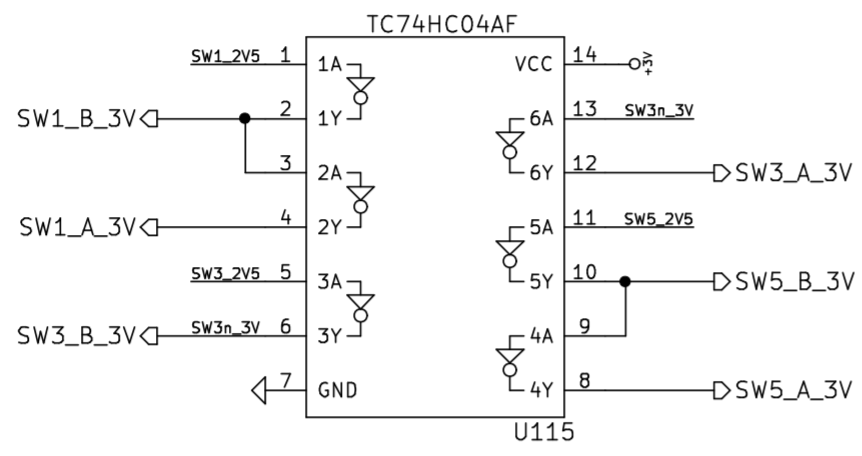 TC74HC04AF
SW1_2V5 1 1A VCC 14 +3V
SW1_B_3V 2 1Y 6A 13 SW3n_3V
3 2A 6Y 12 SW3_A_3V
SW1_A_3V 4 2Y 5A 11 SW5_2V5
SW3_2V5 5 3A 5Y 10 SW5_B_3V
SW3_B_3V SW3n_3V 6 3Y 4A 9
7 GND 4Y 8 SW5_A_3V
U115